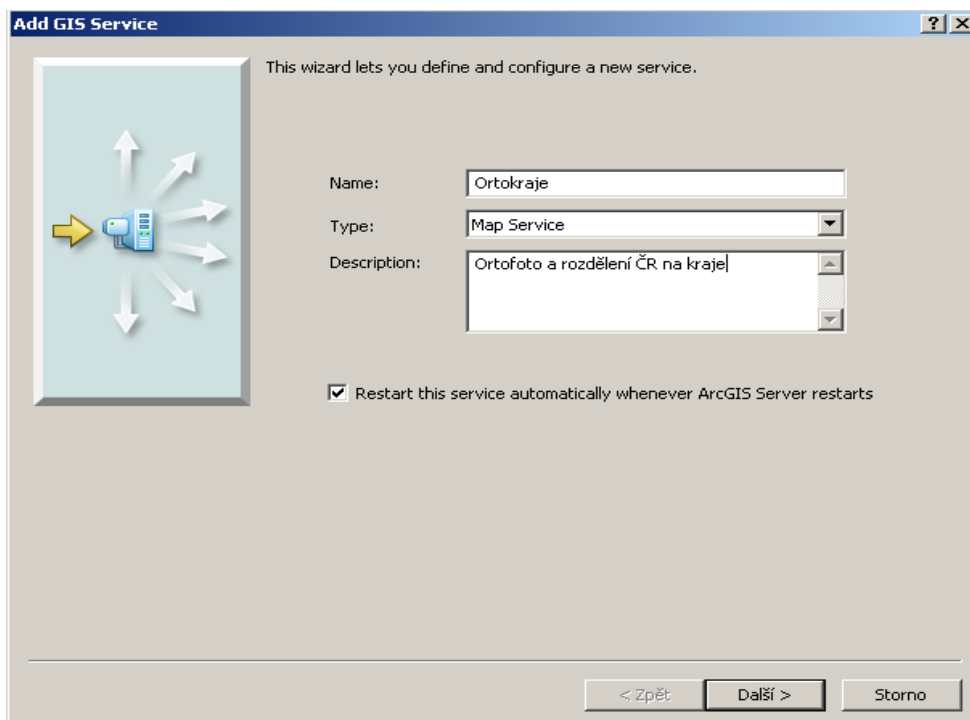 Add GIS Service
This wizard lets you define and configure a new service.
Name: Ortokraje
Type: Map Service
Description: Ortofoto a rozdělení ČR na kraje
Restart this service automatically whenever ArcGIS Server restarts
< Zpět Další > Storno